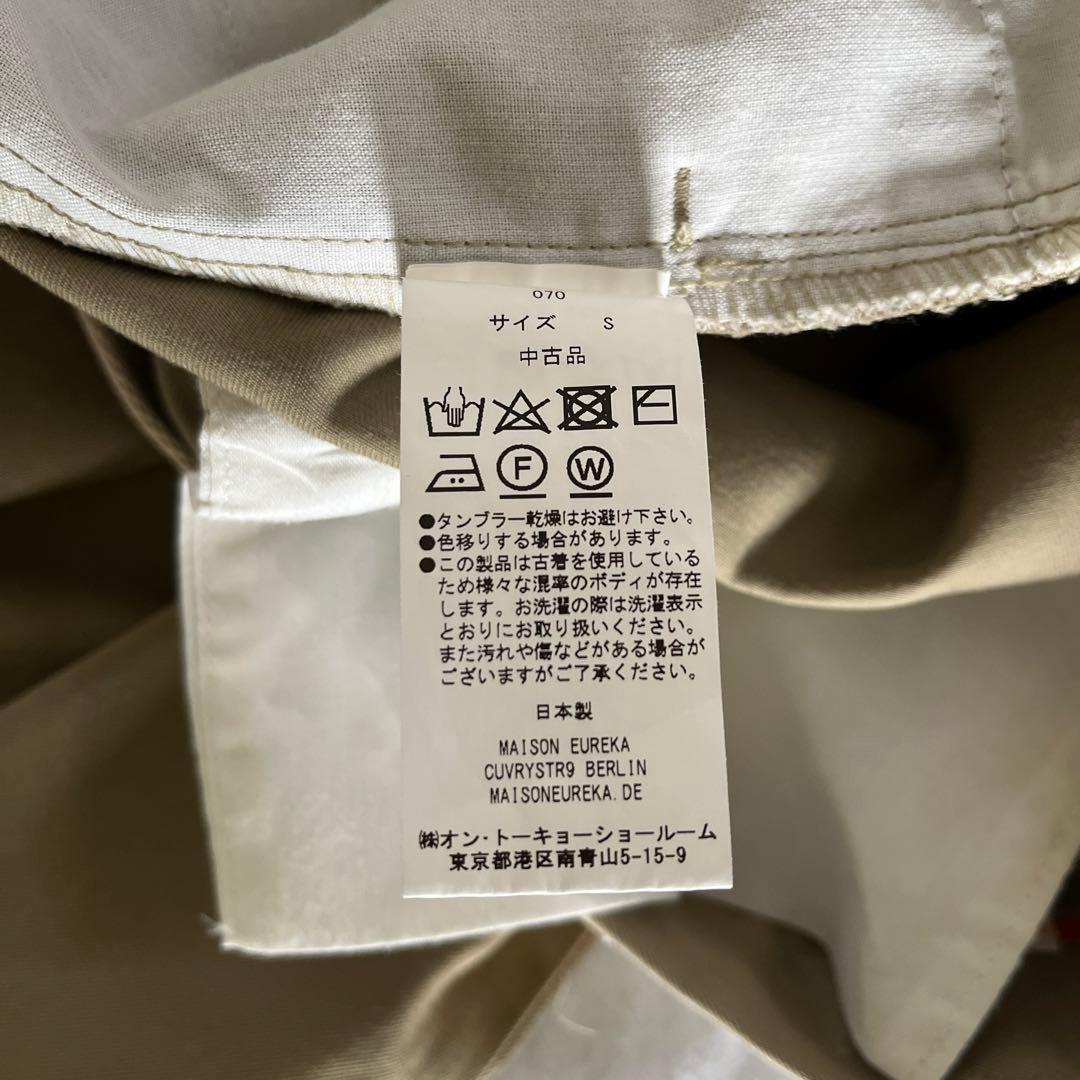 070
サイズ S
中古品
F W
●タンブラー乾燥はお避け下さい。
●色移りする場合があります。
●この製品は古着を使用している
ため様々な混率のボディが存在
します。お洗濯の際は洗濯表示
とおりにお取り扱いください。
また汚れや傷などがある場合が
ございますがご了承ください。
日本製
MAISON EUREKA
CUVRYSTR9 BERLIN
MAISONEUREKA.DE
㈱オン・トーキョーショールーム
東京都港区南青山5-15-9